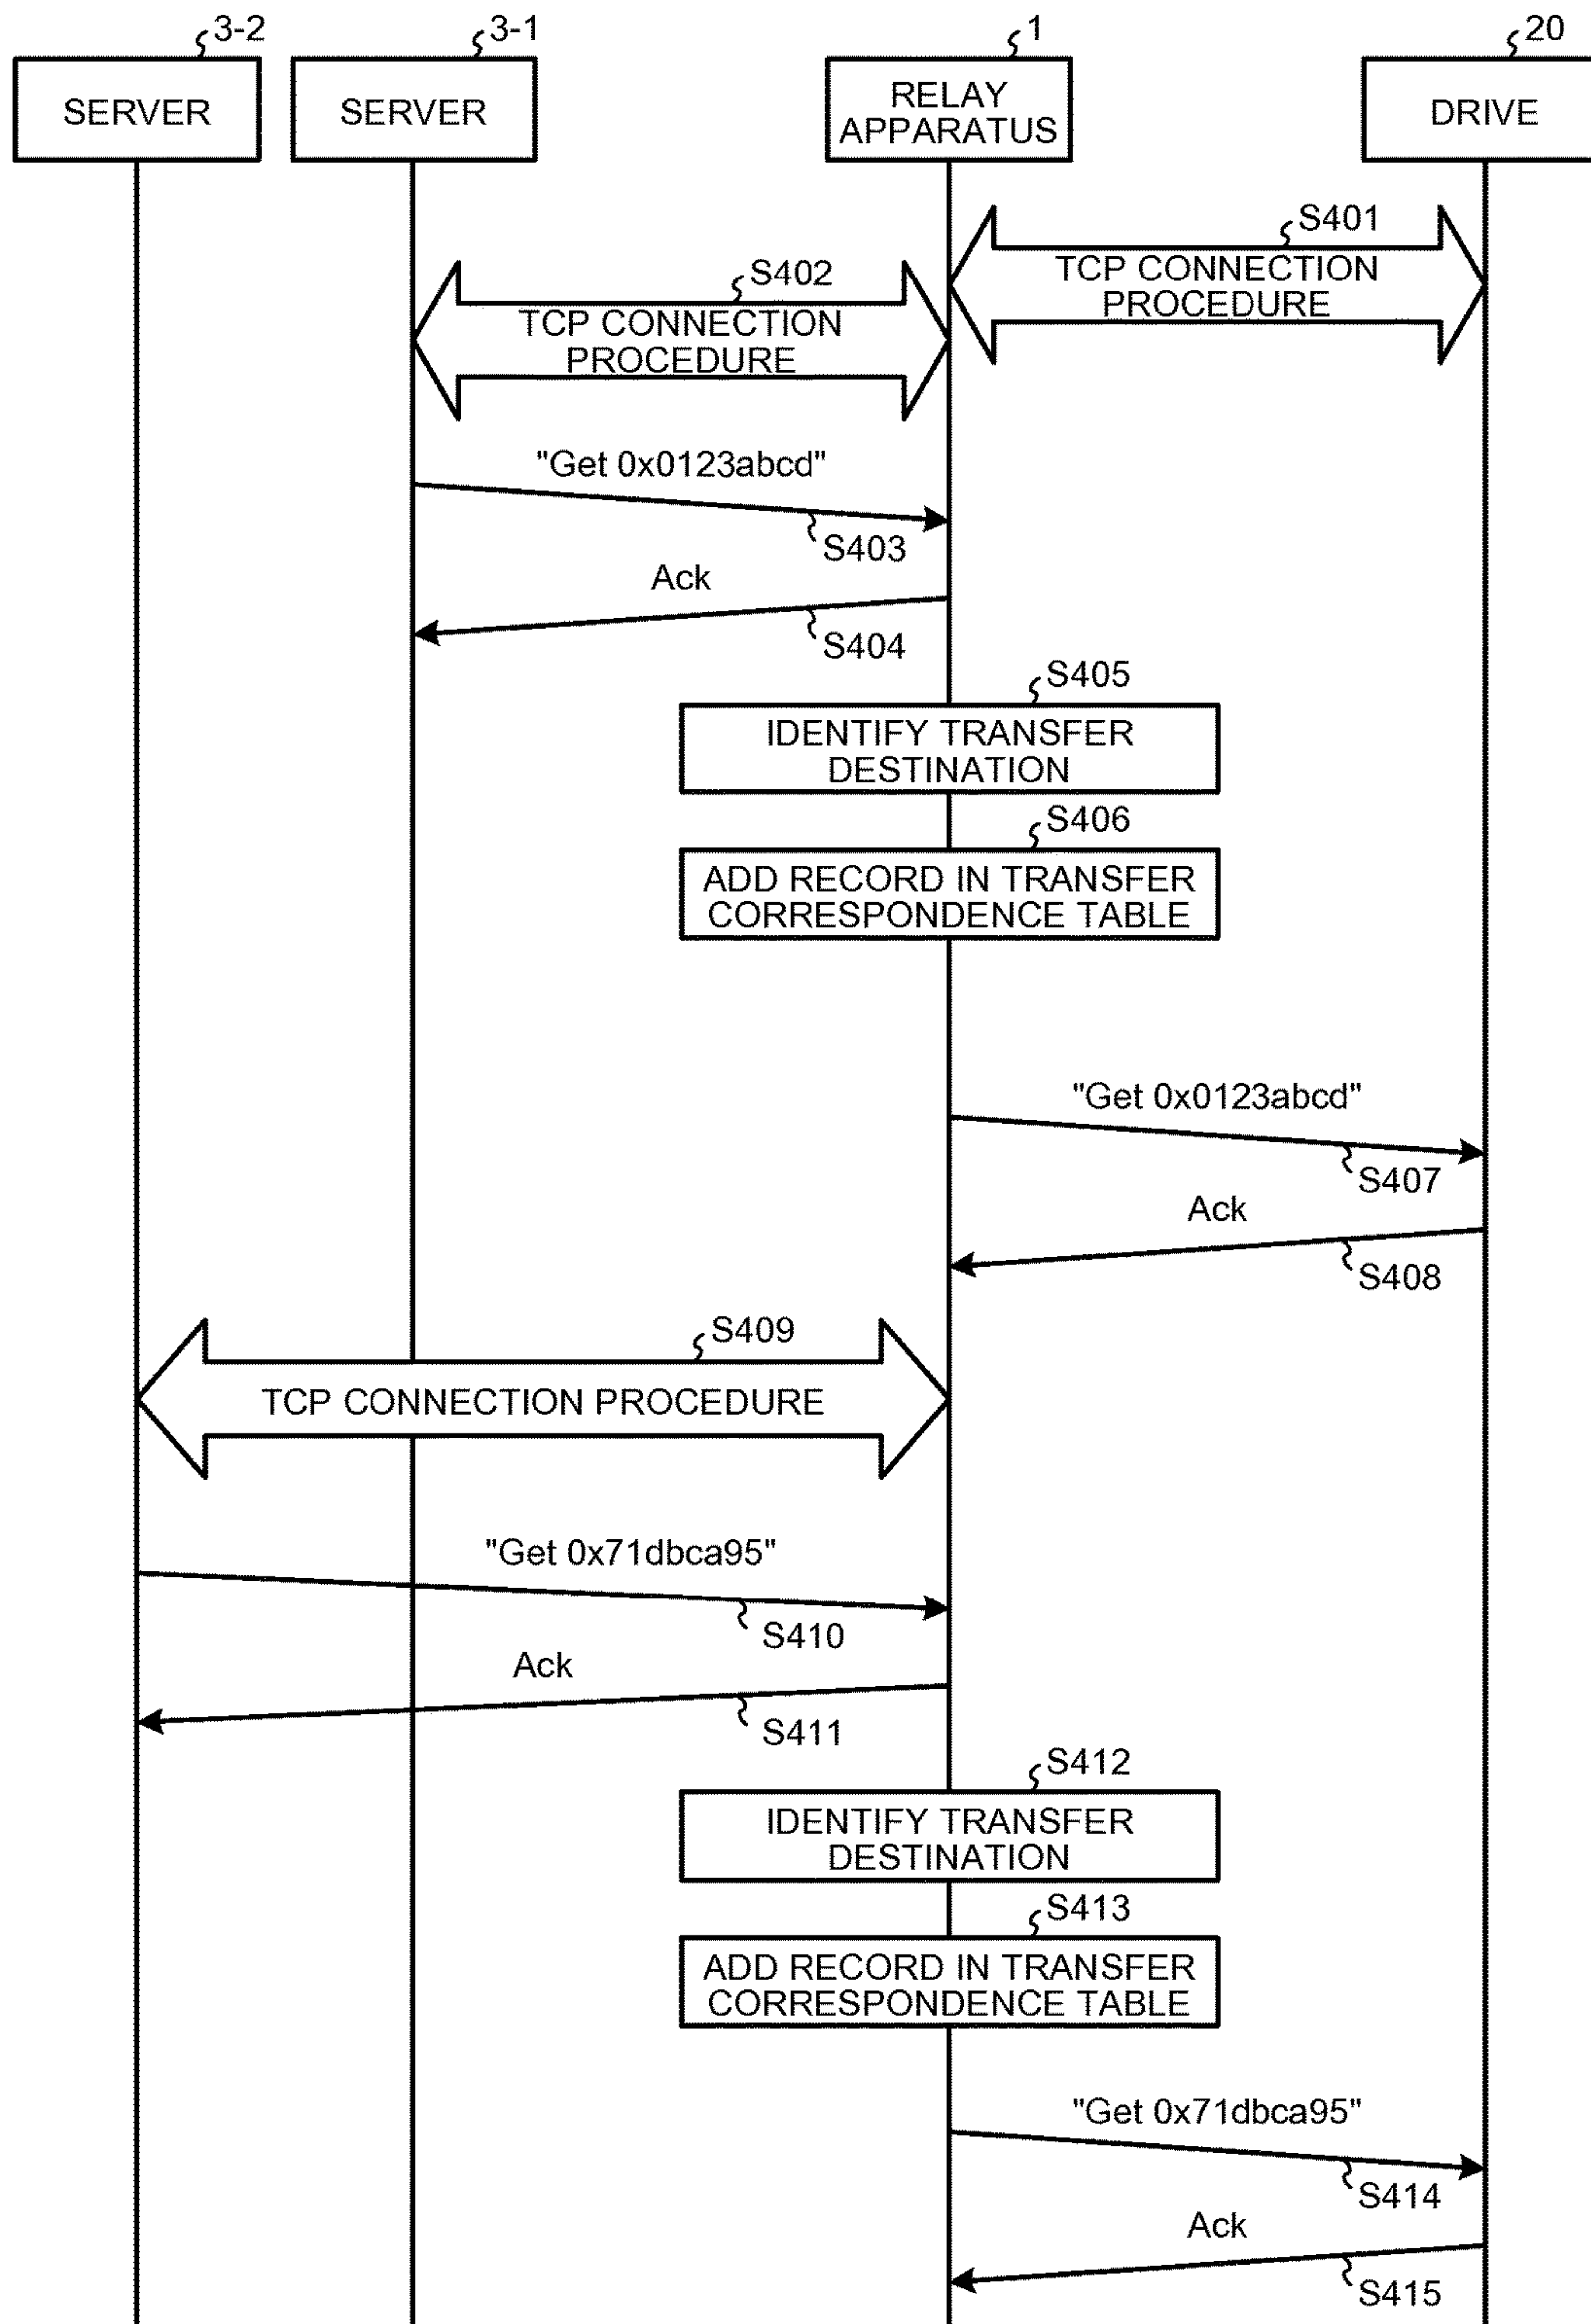 3-2
3-1
1
20
SERVER
SERVER
RELAY
APPARATUS
DRIVE
S401
TCP CONNECTION
PROCEDURE
S402
TCP CONNECTION
PROCEDURE
"Get 0x0123abcd"
S403
Ack
S404
S405
IDENTIFY TRANSFER
DESTINATION
S406
ADD RECORD IN TRANSFER
CORRESPONDENCE TABLE
"Get 0x0123abcd"
S407
Ack
S408
S409
TCP CONNECTION PROCEDURE
"Get 0x71dbca95"
S410
Ack
S411
S412
IDENTIFY TRANSFER
DESTINATION
S413
ADD RECORD IN TRANSFER
CORRESPONDENCE TABLE
"Get 0x71dbca95"
S414
Ack
S415